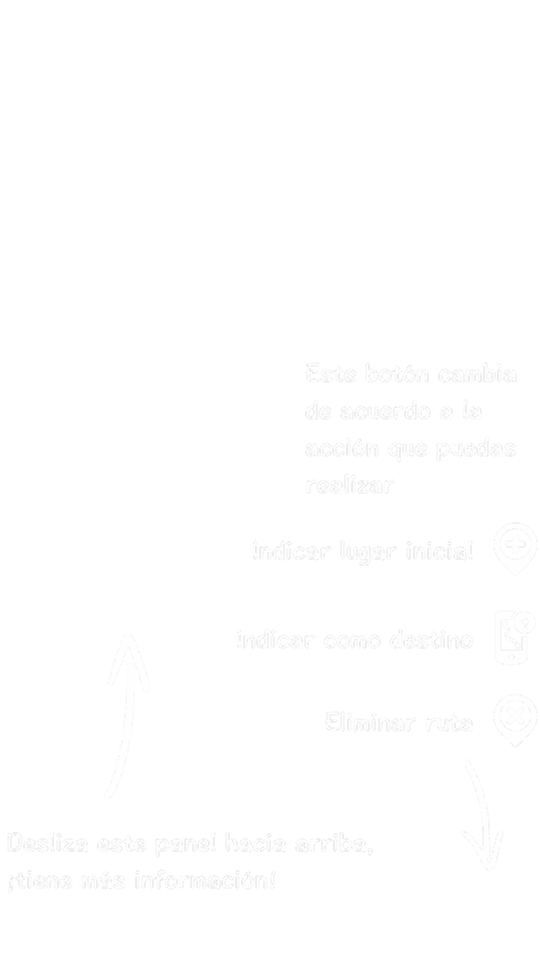 Este botón cambia
de acuerdo a la
acción que puedes
realizar
Indicar lugar inicial
Indicar como destino
Eliminar ruta
Desliza este panel hacia arriba,
¡tiene más información!